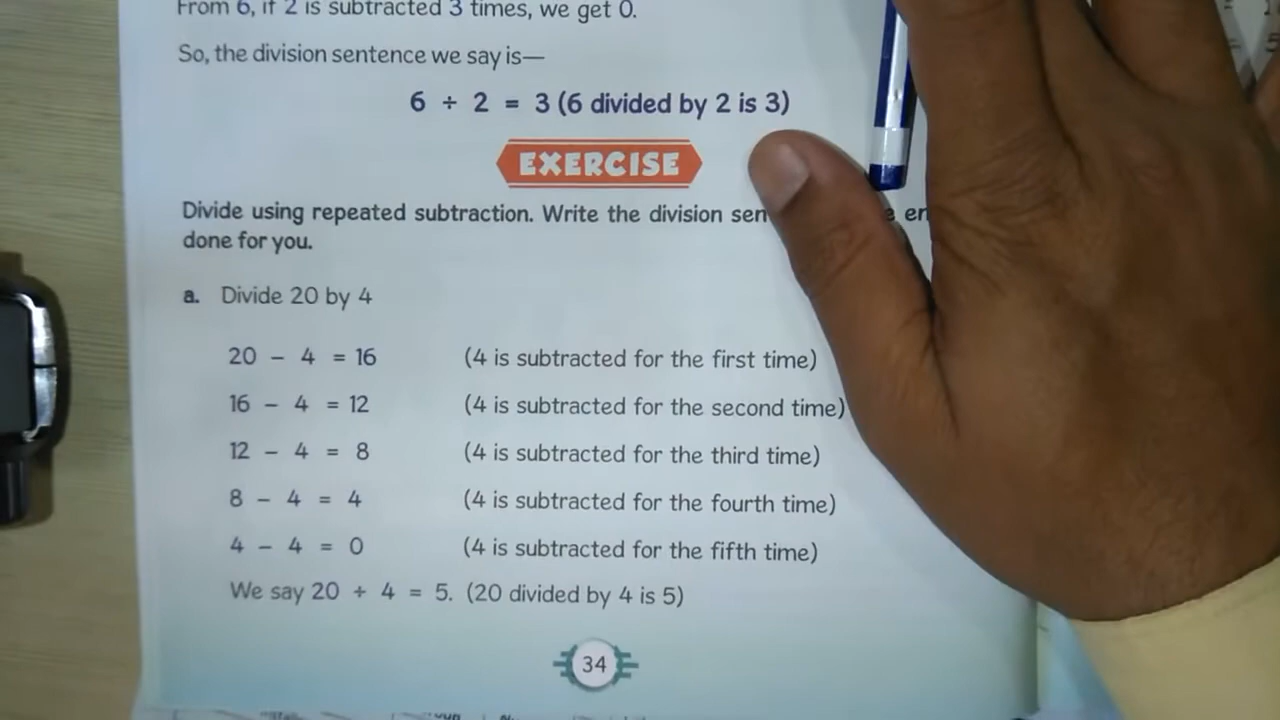 From 6, if 2 is subtracted 3 times, we get 0.
So, the division sentence we say is—
6 ÷ 2 = 3 (6 divided by 2 is 3)
EXERCISE
Divide using repeated subtraction. Write the division
done for you.
a. Divide 20 by 4
20 – 4 = 16 (4 is subtracted for the first time)
16 – 4 = 12 (4 is subtracted for the second time)
12 – 4 = 8 (4 is subtracted for the third time)
8 – 4 = 4 (4 is subtracted for the fourth time)
4 – 4 = 0 (4 is subtracted for the fifth time)
We say 20 ÷ 4 = 5. (20 divided by 4 is 5)
34